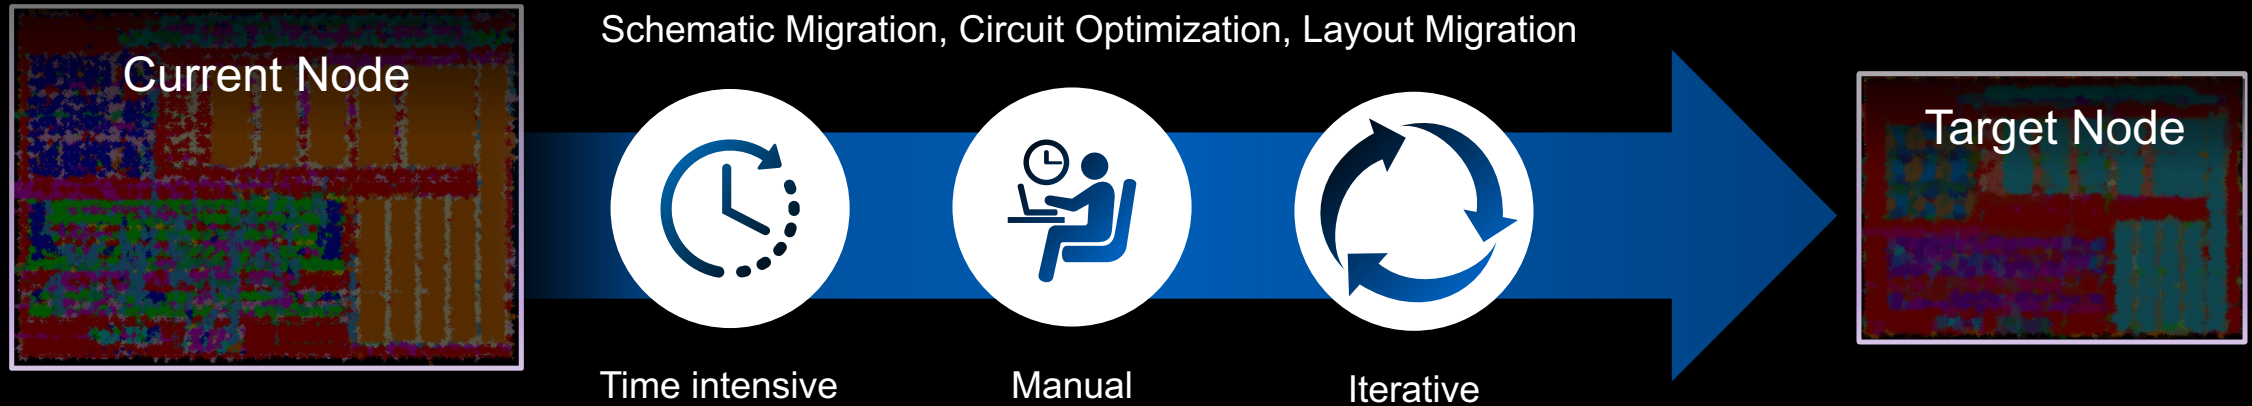 Schematic Migration, Circuit Optimization, Layout Migration
Current Node
Target Node
Time intensive
Manual
Iterative